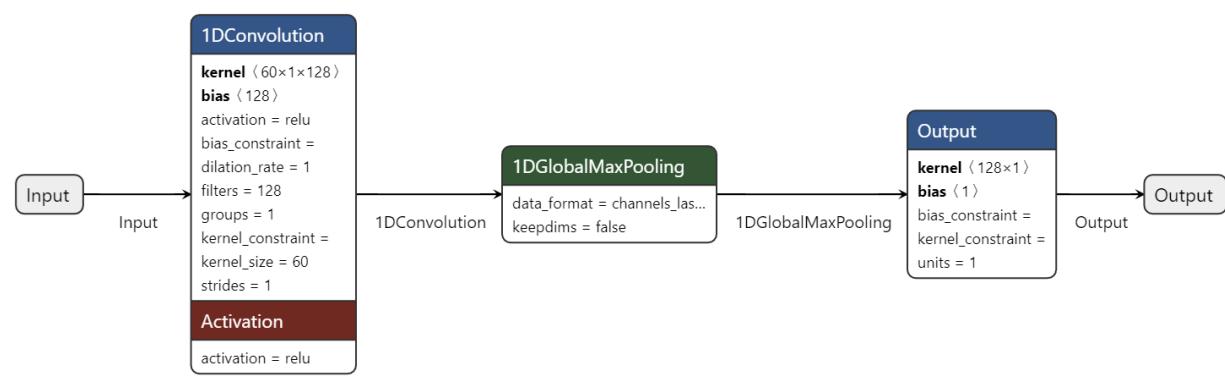 Input
Input
1DConvolution
kernel〈60×1×128〉
bias〈128〉
activation = relu
bias_constraint =
dilation_rate = 1
filters = 128
groups = 1
kernel_constraint =
kernel_size = 60
strides = 1
Activation
activation = relu
1DConvolution
1DGlobalMaxPooling
data_format = channels_las...
keepdims = false
1DGlobalMaxPooling
Output
kernel〈128×1〉
bias〈1〉
bias_constraint =
kernel_constraint =
units = 1
Output
Output